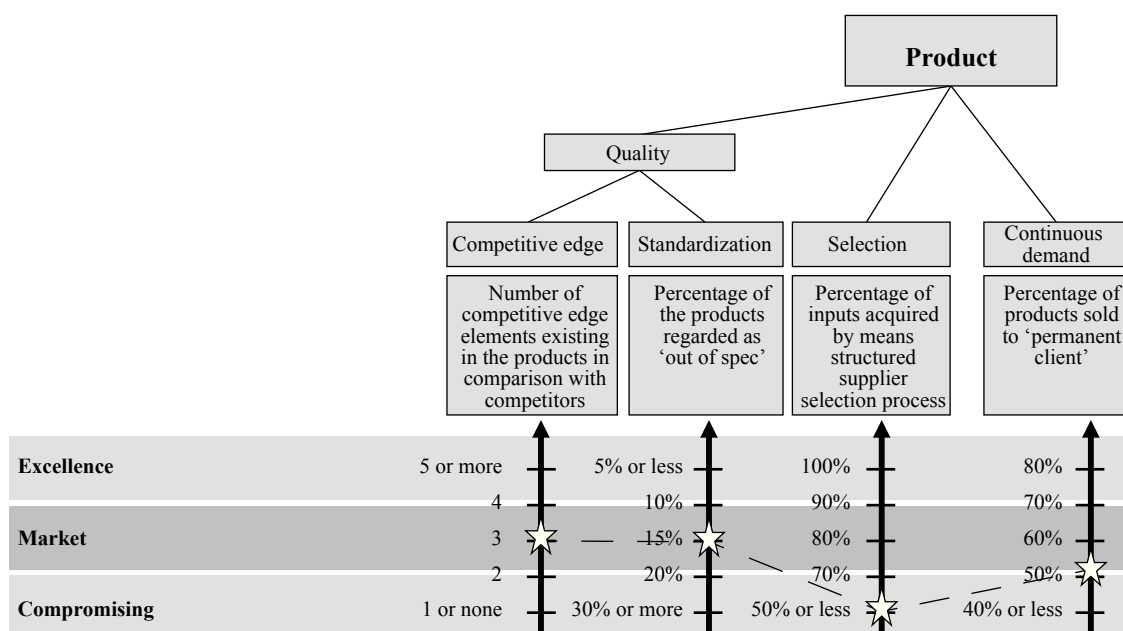 Product
Quality
Competitive edge
Standardization
Selection
Continuous
demand
Number of
competitive edge
elements existing
in the products in
comparison with
competitors
Percentage of
the products
regarded as
‘out of spec’
Percentage of
inputs acquired
by means
structured
supplier
selection process
Percentage of
products sold
to ‘permanent
client’
Excellence 5 or more 5% or less 100% 80%
4 10% 90% 70%
Market 3 15% 80% 60%
2 20% 70% 50%
Compromising 1 or none 30% or more 50% or less 40% or less